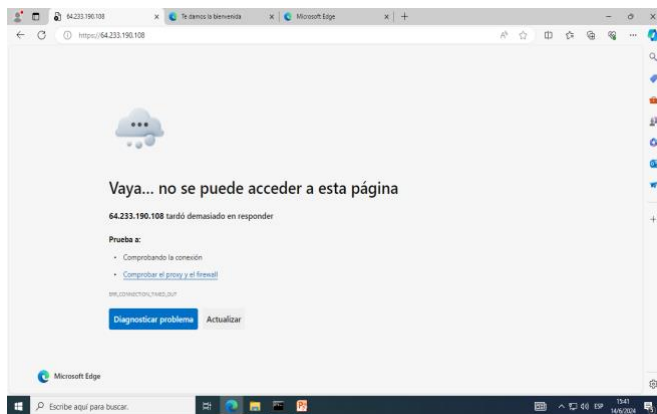 64.233.190.108
Te damos la bienvenida
Microsoft Edge
https://64.233.190.108
Vaya... no se puede acceder a esta página
64.233.190.108 tardó demasiado en responder
Prueba a:
Comprobando la conexión
Comprobar el proxy y el firewall
ERR_CONNECTION_TIMED_OUT
Diagnosticar problema
Actualizar
Microsoft Edge
Escribe aquí para buscar.
ESP
15:41
14/6/2024